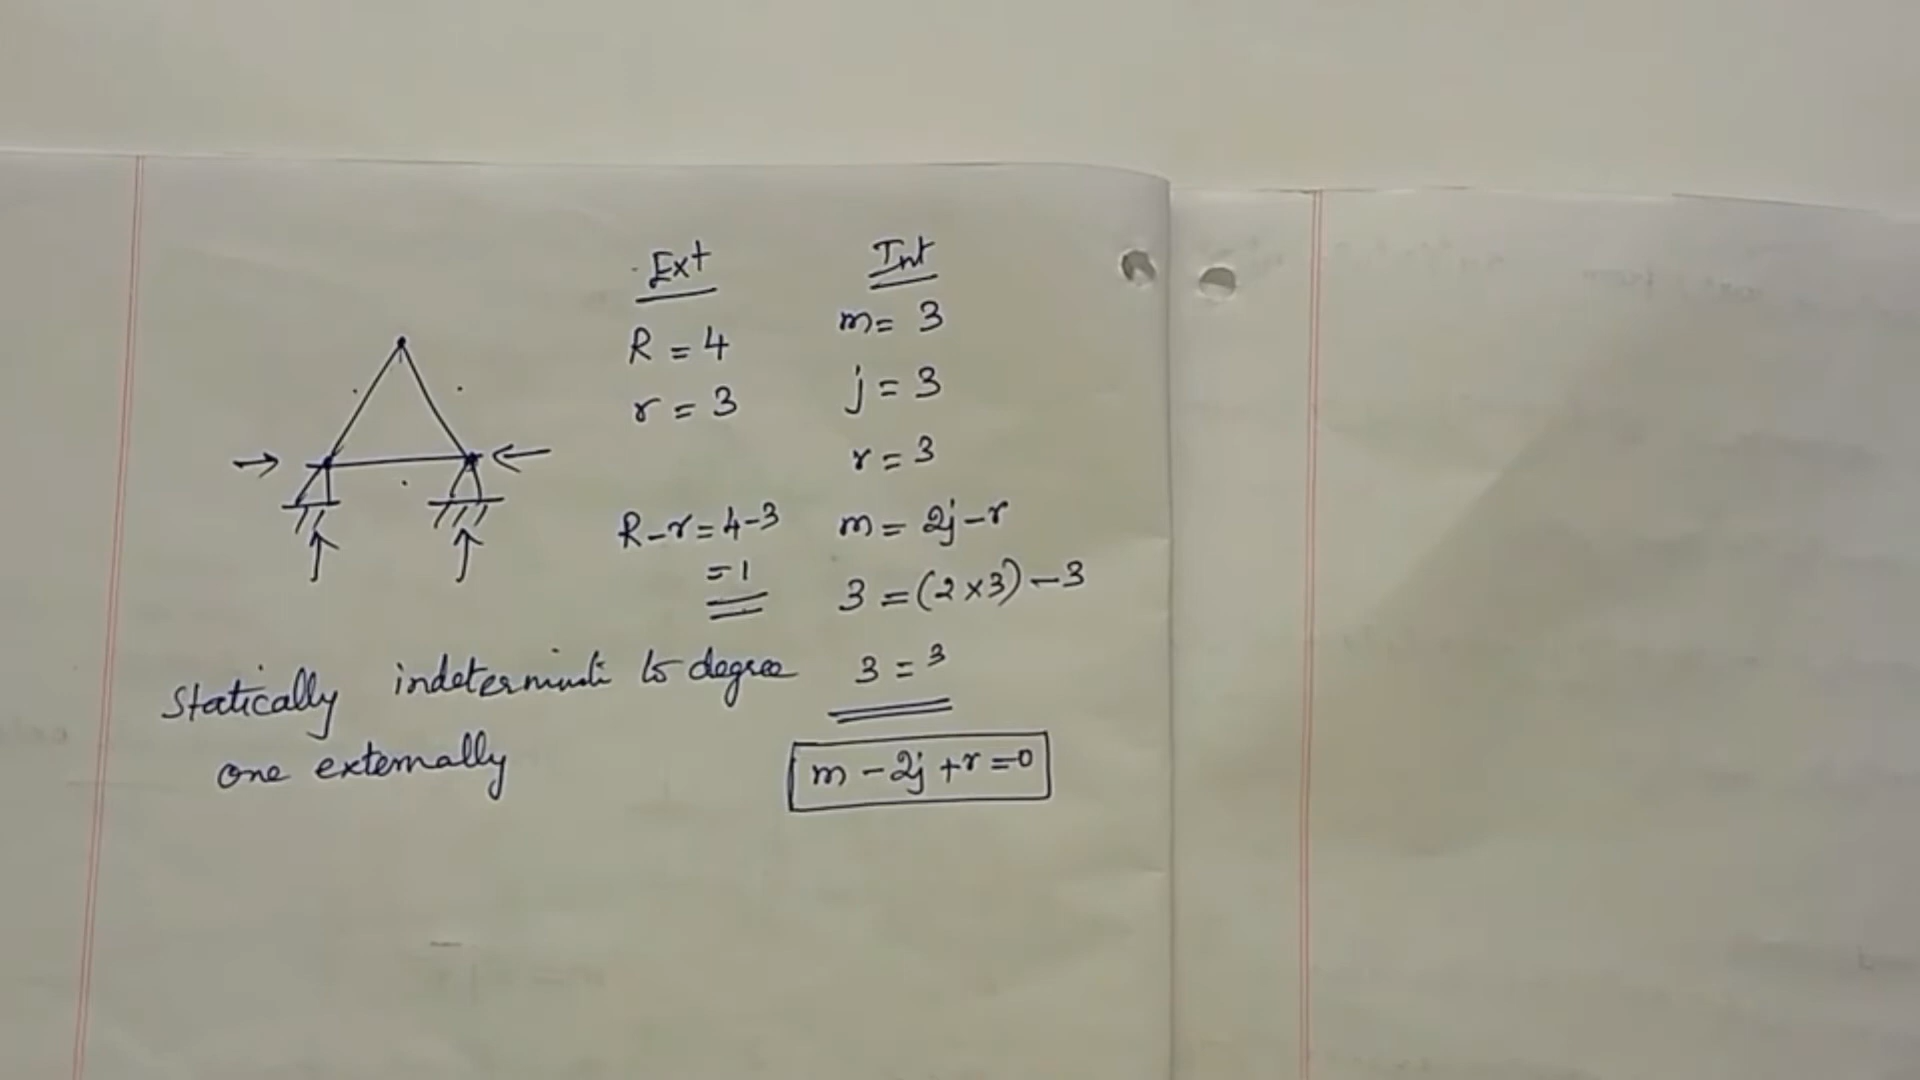 Ext
R = 4
r = 3
R-r = 4-3
= 1
Int
m = 3
j = 3
r = 3
m = 2j-r
3 = (2×3)-3
3 = 3
m - 2j + r = 0
Statically indeterminate to degree
one externally